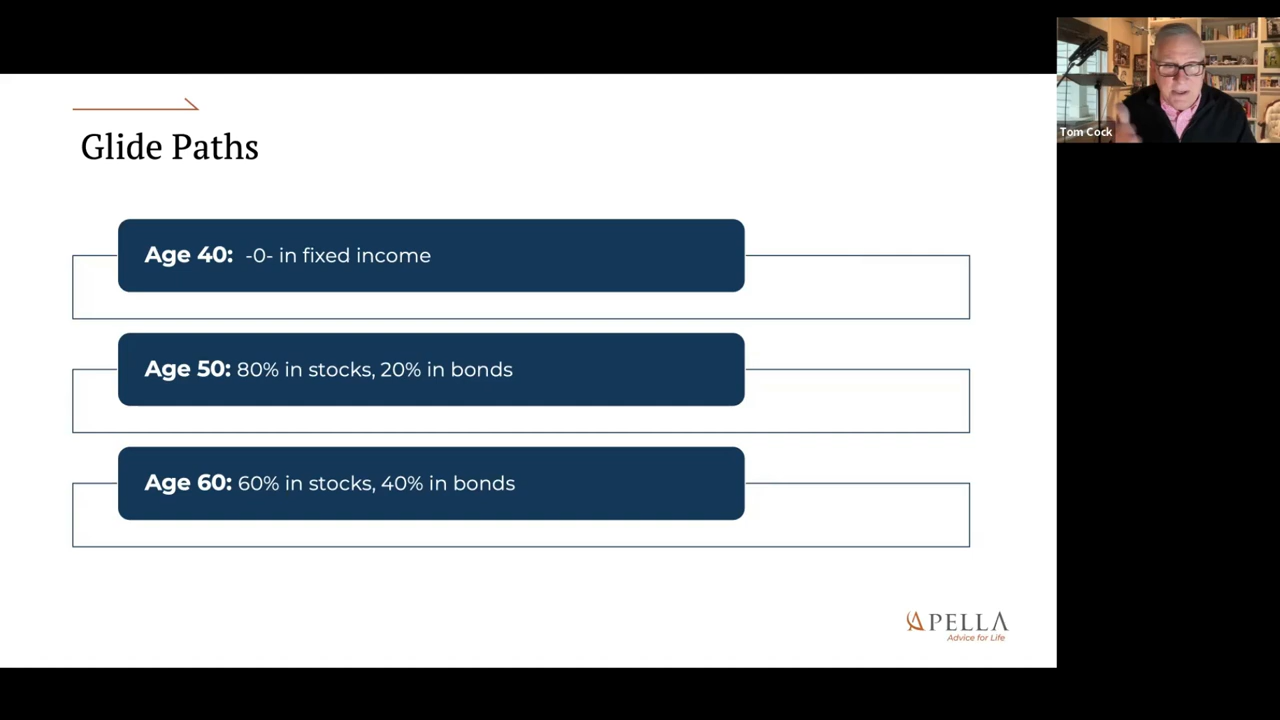 Glide Paths
Age 40: -0- in fixed income
Age 50: 80% in stocks, 20% in bonds
Age 60: 60% in stocks, 40% in bonds
APELLA
Advice for Life
Tom Cock